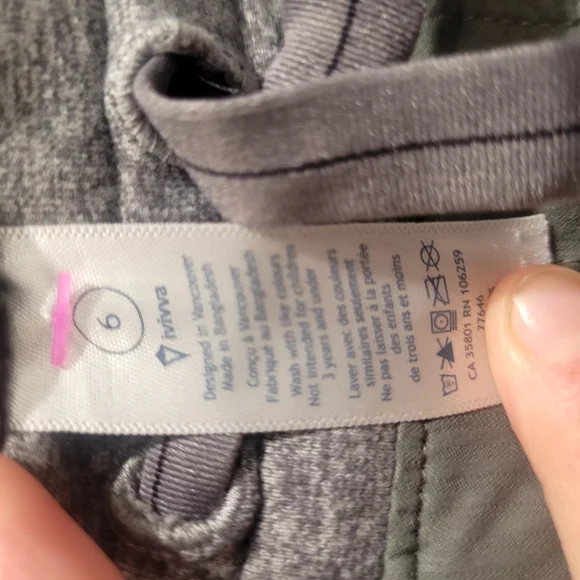 6
ivivva
Designed in Vancouver
Made in Bangladesh
Conçu à Vancouver
Fabriqué au Bangladesh
Wash with like colours
Not intended for children
3 years and under
Laver avec des couleurs
similiaires seulement
Ne pas laisser à la portée
des enfants
de trois ans et moins
CA 35801 RN 106259
77646